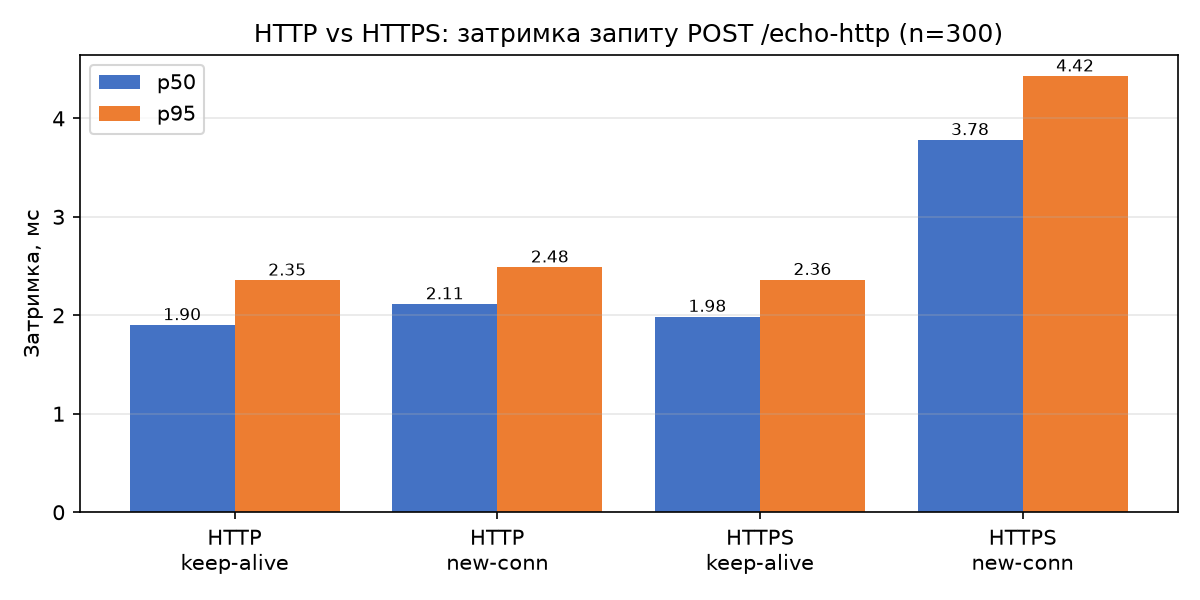 HTTP vs HTTPS: затримка запиту POST /echo-http (n=300)
p50
p95
Затримка, мс
4
3
2
1
0
1.90
2.35
2.11
2.48
1.98
2.36
3.78
4.42
HTTP
keep-alive
HTTP
new-conn
HTTPS
keep-alive
HTTPS
new-conn